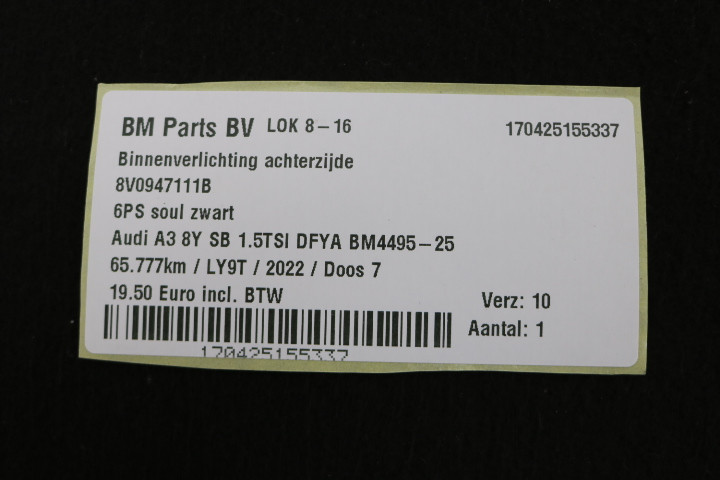 BM Parts BV LOK 8-16 170425155337
Binnenverlichting achterzijde
8V0947111B
6PS soul zwart
Audi A3 8Y SB 1.5TSI DFYA BM4495-25
65.777km / LY9T / 2022 / Doos 7
19.50 Euro incl. BTW Verz: 10
Aantal: 1
170425155337